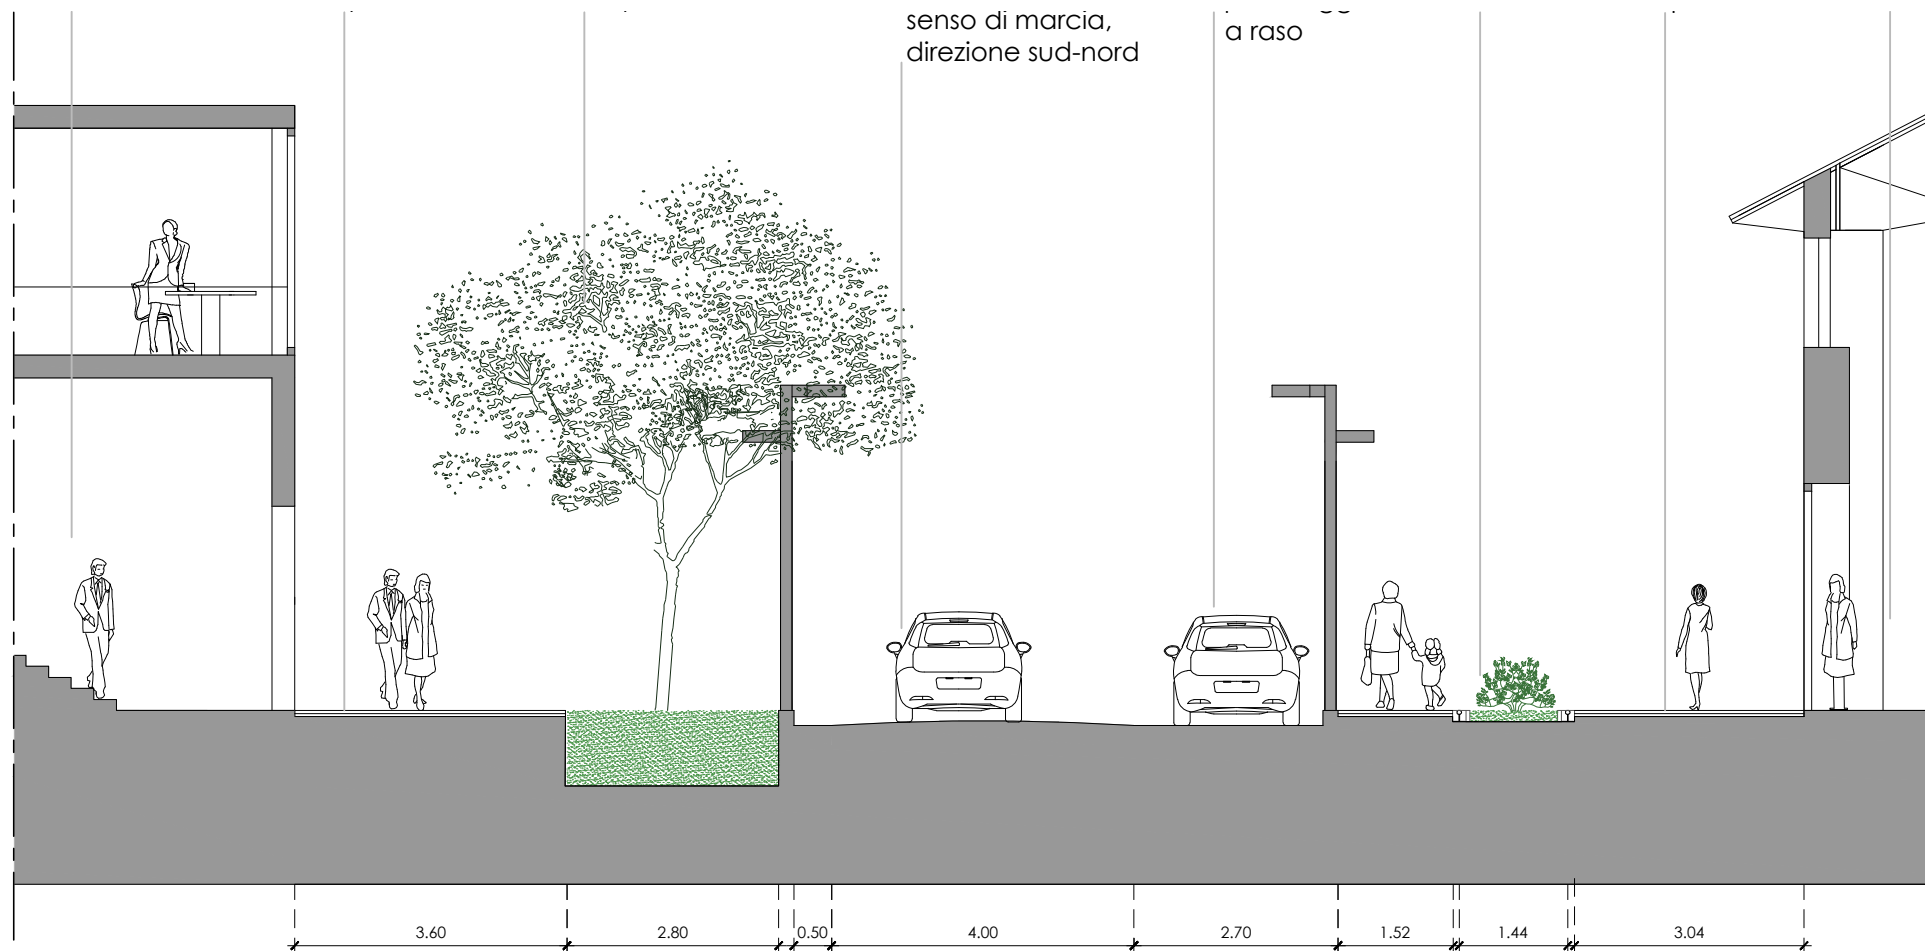 senso di marcia,
direzione sud-nord
a raso
3.60 2.80 0.50 4.00 2.70 1.52 1.44 3.04